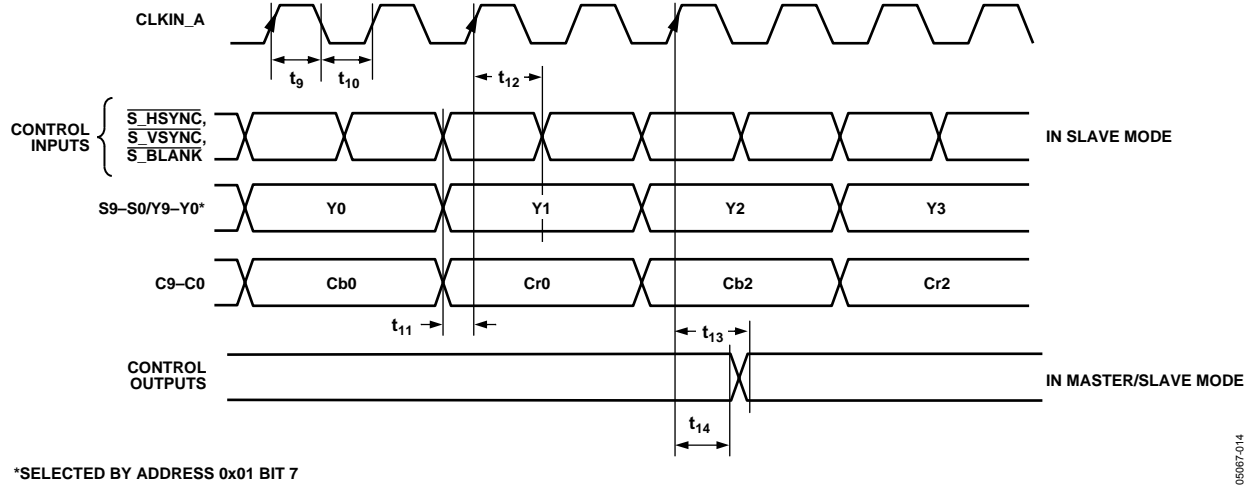 CLKIN_A
t9
t10
t12
CONTROL
INPUTS
S_HSYNC,
S_VSYNC,
S_BLANK
IN SLAVE MODE
S9–S0/Y9–Y0*
Y0
Y1
Y2
Y3
C9–C0
Cb0
Cr0
Cb2
Cr2
t11
t13
CONTROL
OUTPUTS
IN MASTER/SLAVE MODE
t14
*SELECTED BY ADDRESS 0x01 BIT 7
05067-014